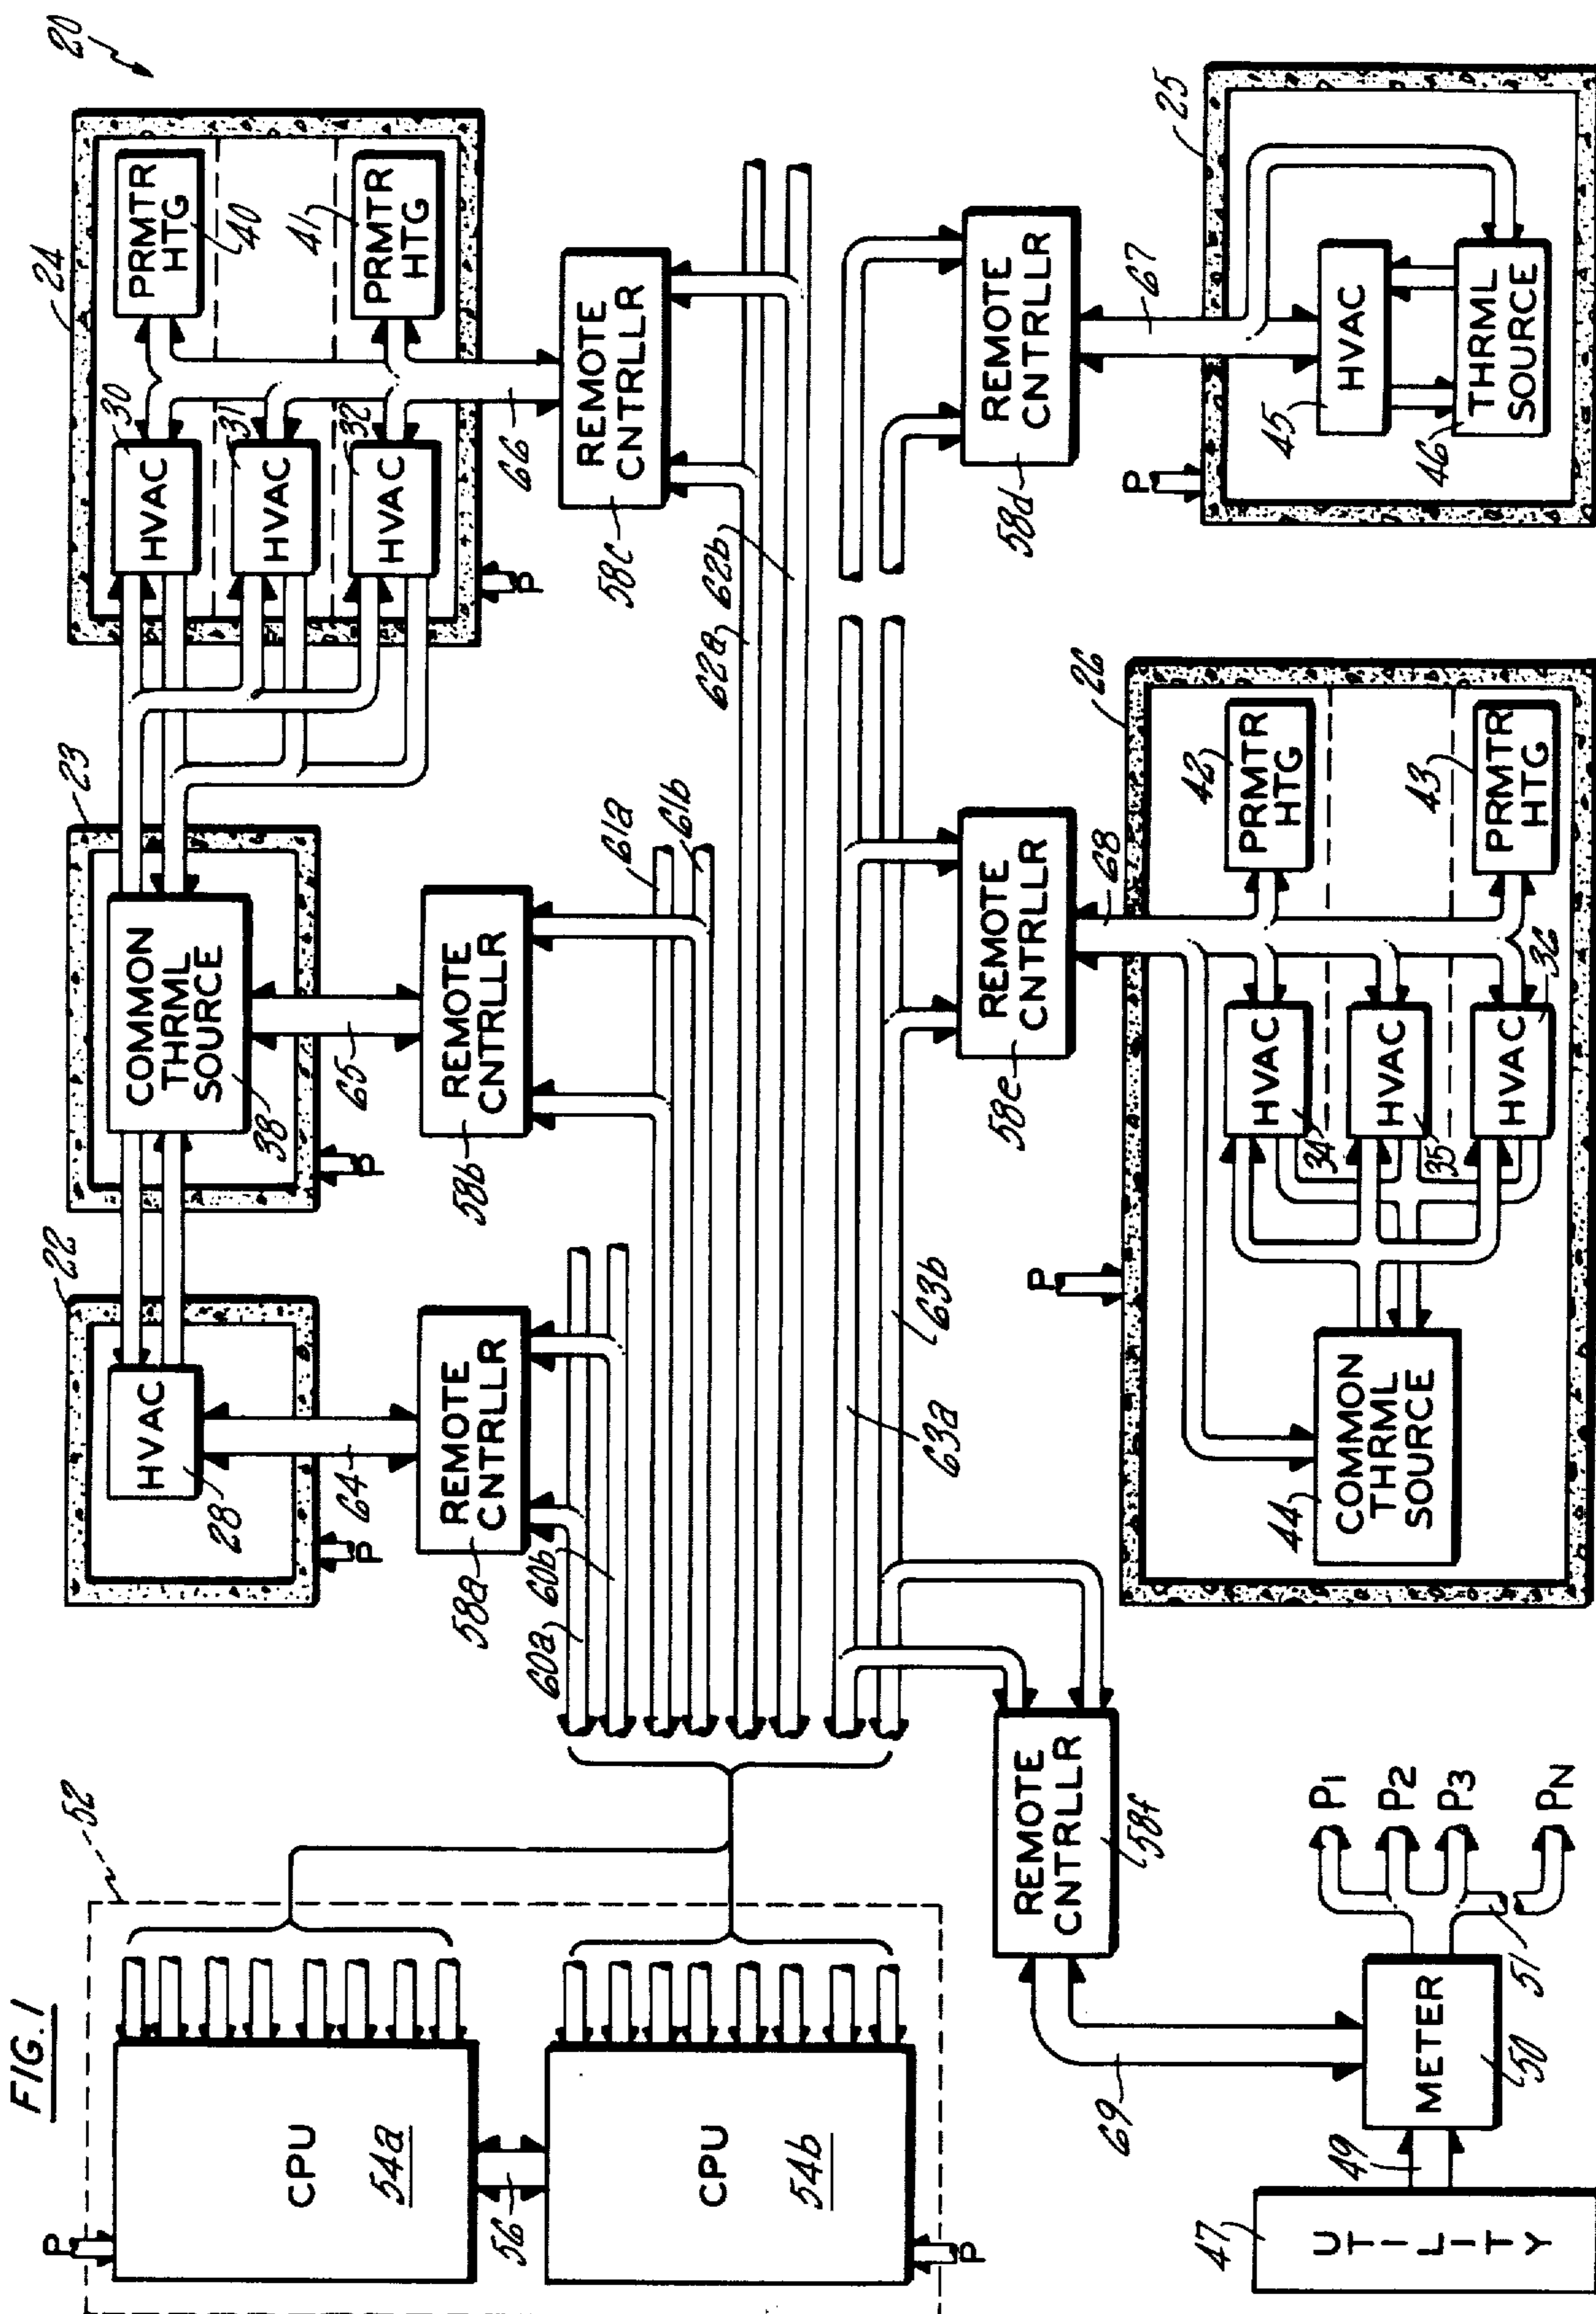 FIG. 1
20
52
P
CPU
54a
56
CPU
54b
P
22
HVAC
28
P
64
REMOTE
CNTRLLR
58a
60a
60b
23
COMMON
THRML
SOURCE
38
P
65
REMOTE
CNTRLLR
58b
61a
61b
24
HVAC
30
HVAC
31
HVAC
32
PRMTR
HTG
40
PRMTR
HTG
41
P
66
REMOTE
CNTRLLR
58c
62a
62b
63a
63b
REMOTE
CNTRLLR
58f
69
47
UTILITY
49
METER
50
51
P1
P2
P3
PN
REMOTE
CNTRLLR
58e
68
P
26
COMMON
THRML
SOURCE
44
HVAC
34
HVAC
35
HVAC
36
PRMTR
HTG
42
PRMTR
HTG
43
REMOTE
CNTRLLR
58d
67
P
25
HVAC
45
THRML
SOURCE
46